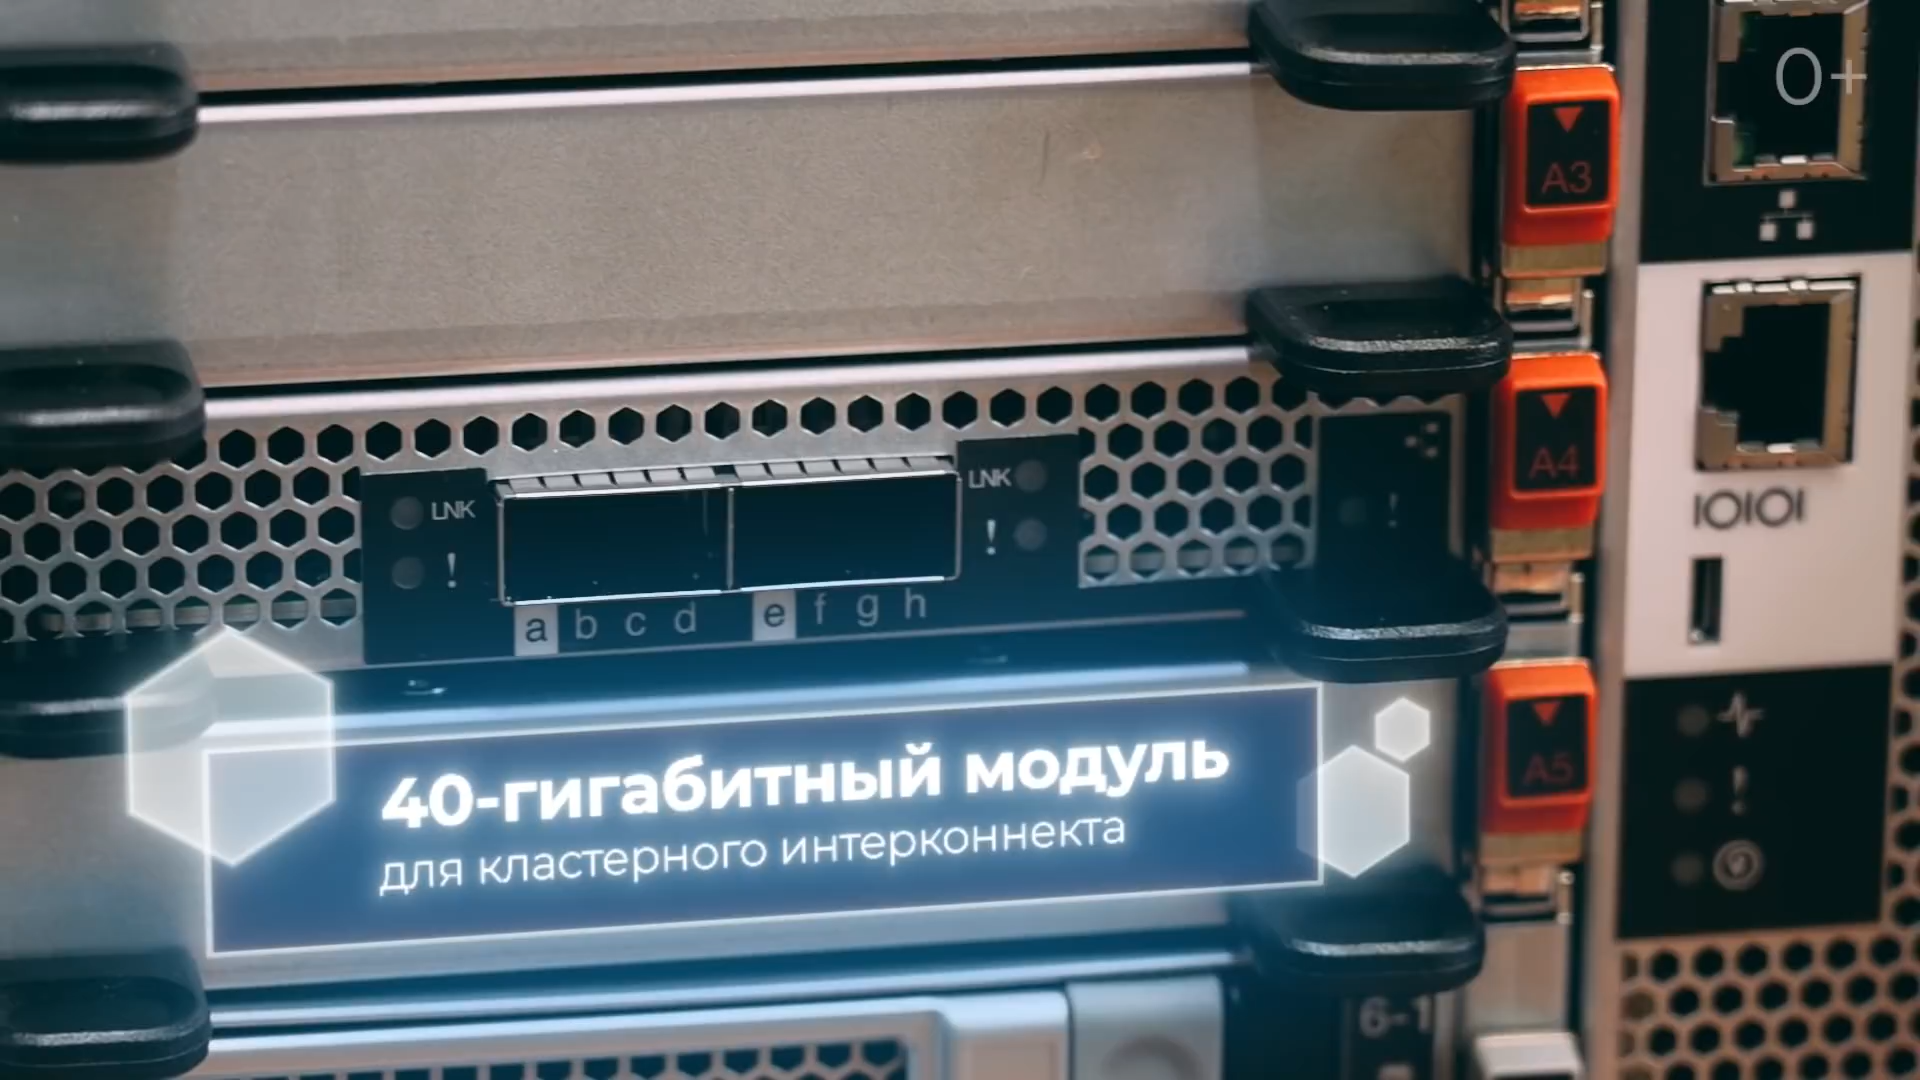 0+
A3
A4
IOIOI
LNK
LNK
!
!
!
a b c d e f g h
A5
!
40-гигабитный модуль
для кластерного интерконнекта
6-1